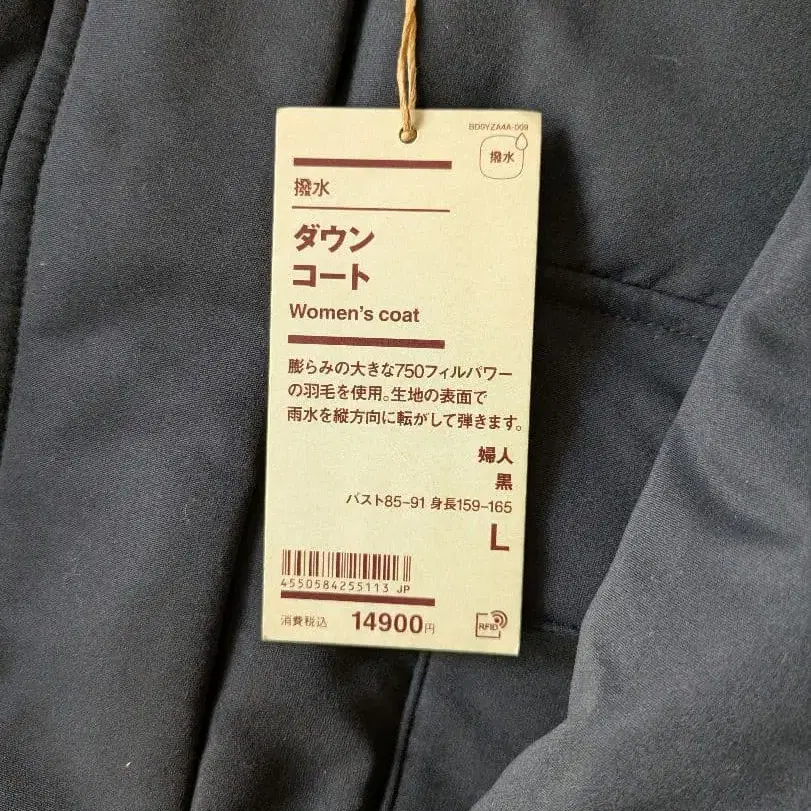 BD9YZA4A-009
撥水
撥水
ダウン
コート
Women's coat
膨らみの大きな750フィルパワー
の羽毛を使用。生地の表面で
雨水を縦方向に転がして弾きます。
婦人
黒
バスト85-91 身長159-165
L
4550584255113 JP
消費税込 14900円
RFID